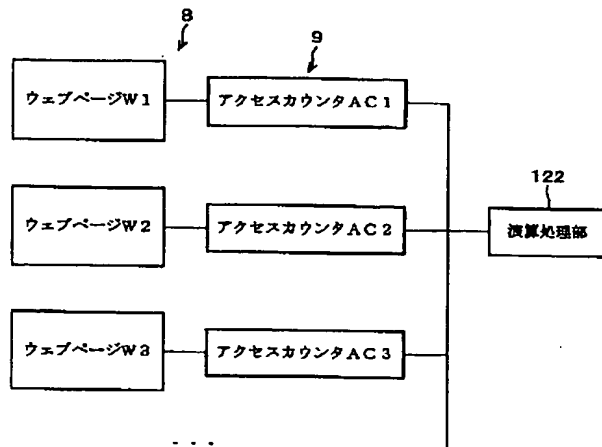 8
9
ウェブページW1
アクセスカウンタAC1
122
ウェブページW2
アクセスカウンタAC2
演算処理部
ウェブページW3
アクセスカウンタAC3
・・・